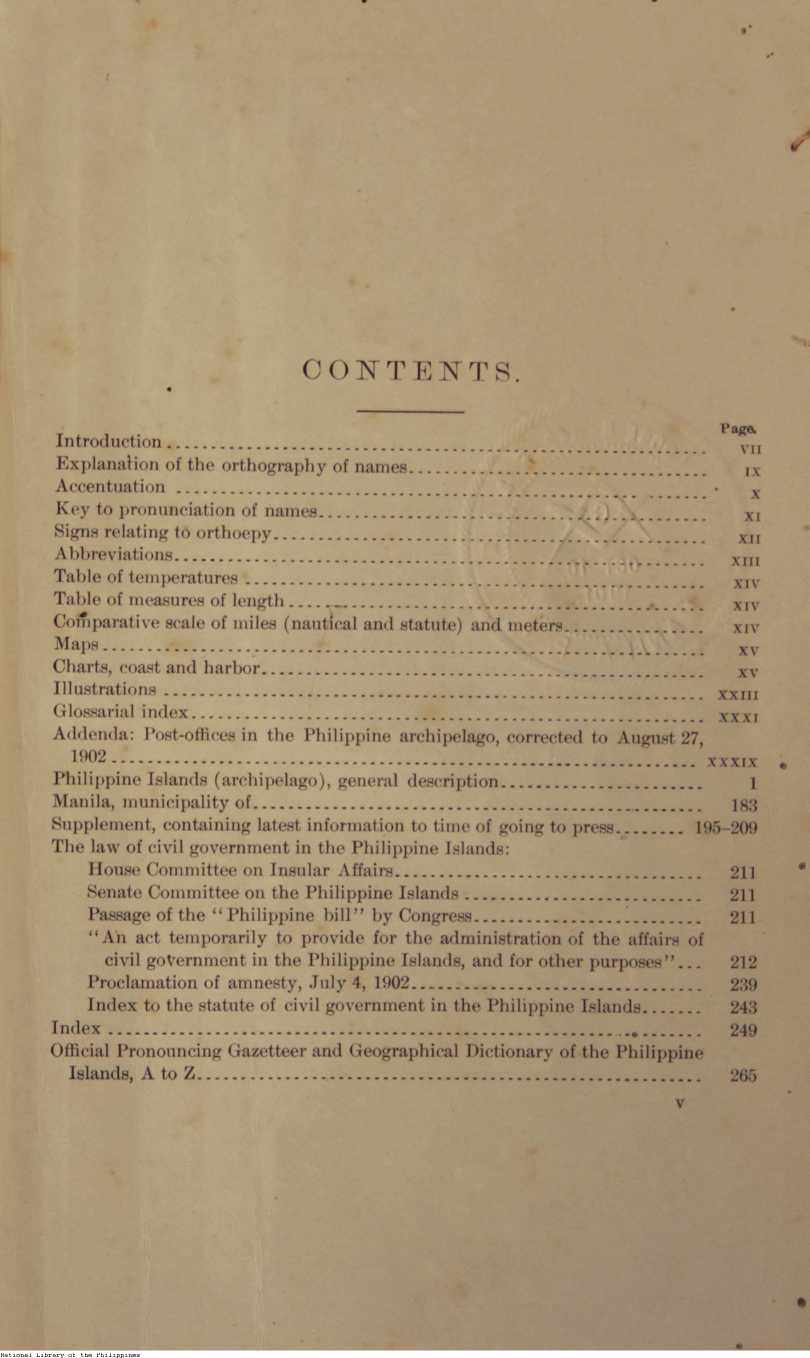 CONTENTS.
Page.
Introduction ........ VII
Explanation of the orthography of names........ IX
Accentuation ........ X
Key to pronunciation of names........ XI
Signs relating to orthoepy........ XII
Abbreviations........ XIII
Table of temperatures ........ XIV
Table of measures of length ........ XIV
Comparative scale of miles (nautical and statute) and meters........ XIV
Maps........ XV
Charts, coast and harbor........ XV
Illustrations ........ XXIII
Glossarial index........ XXXI
Addenda: Post-offices in the Philippine archipelago, corrected to August 27,
1902 ........ XXXIX
Philippine Islands (archipelago), general description........ 1
Manila, municipality of........ 183
Supplement, containing latest information to time of going to press........ 195–209
The law of civil government in the Philippine Islands:
House Committee on Insular Affairs........ 211
Senate Committee on the Philippine Islands ........ 211
Passage of the “Philippine bill” by Congress........ 211
“An act temporarily to provide for the administration of the affairs of
civil government in the Philippine Islands, and for other purposes”... 212
Proclamation of amnesty, July 4, 1902........ 239
Index to the statute of civil government in the Philippine Islands....... 243
Index ........ 249
Official Pronouncing Gazetteer and Geographical Dictionary of the Philippine
Islands, A to Z........ 265
V
National Library of the Philippines